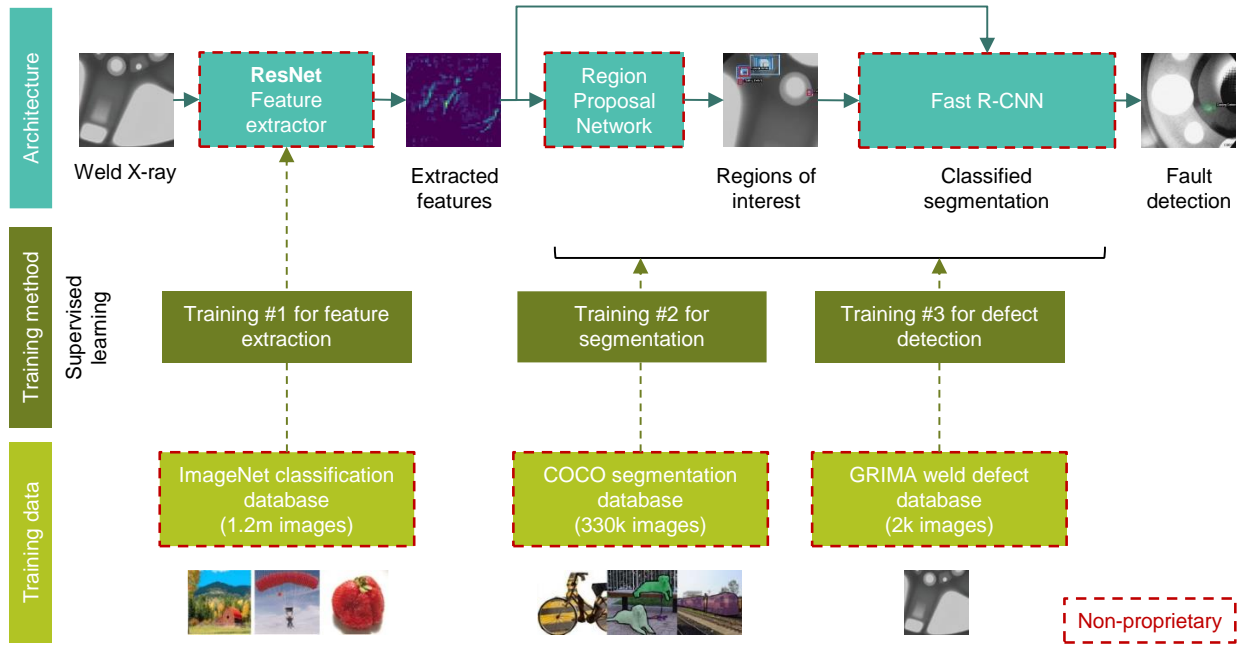 Architecture
ResNet
Feature
extractor
Region
Proposal
Network
Fast R-CNN
Weld X-ray
Extracted
features
Regions of
interest
Classified
segmentation
Fault
detection
Training method
Supervised
learning
Training #1 for feature
extraction
Training #2 for
segmentation
Training #3 for defect
detection
Training data
ImageNet classification
database
(1.2m images)
COCO segmentation
database
(330k images)
GRIMA weld defect
database
(2k images)
Non-proprietary